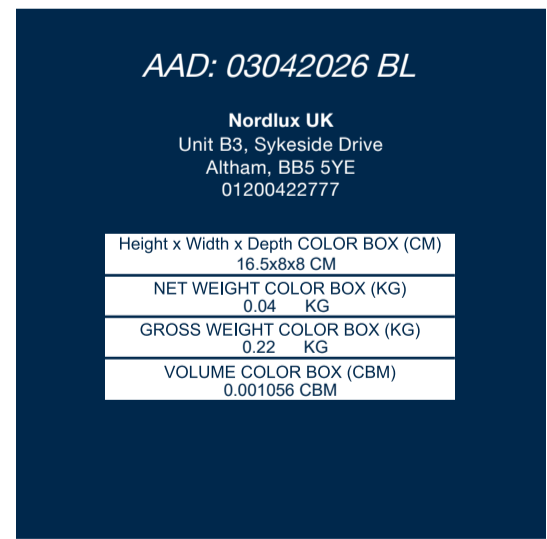 AAD: 03042026 BL
Nordlux UK
Unit B3, Sykeside Drive
Altham, BB5 5YE
01200422777
Height x Width x Depth COLOR BOX (CM)
16.5x8x8 CM
NET WEIGHT COLOR BOX (KG)
0.04 KG
GROSS WEIGHT COLOR BOX (KG)
0.22 KG
VOLUME COLOR BOX (CBM)
0.001056 CBM